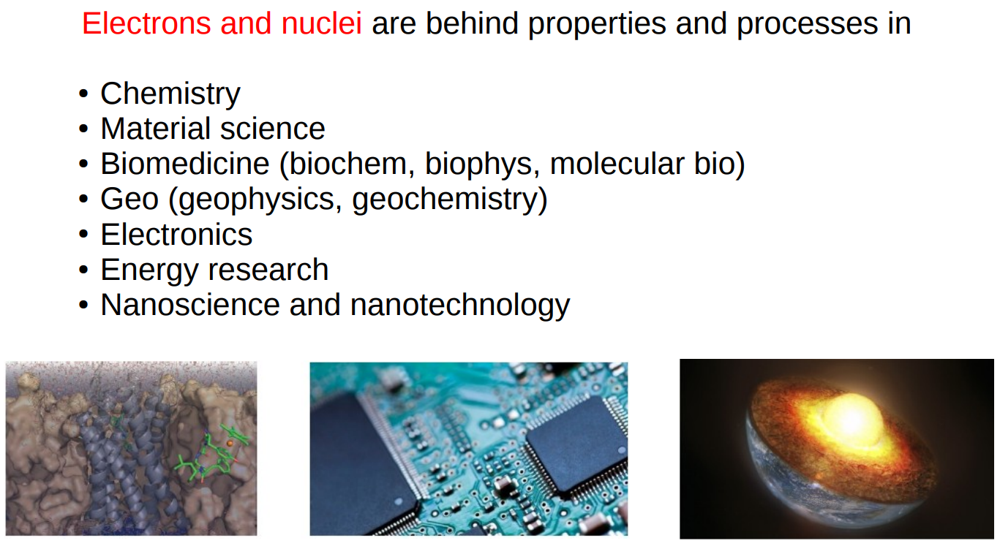 Electrons and nuclei are behind properties and processes in
• Chemistry
• Material science
• Biomedicine (biochem, biophys, molecular bio)
• Geo (geophysics, geochemistry)
• Electronics
• Energy research
• Nanoscience and nanotechnology